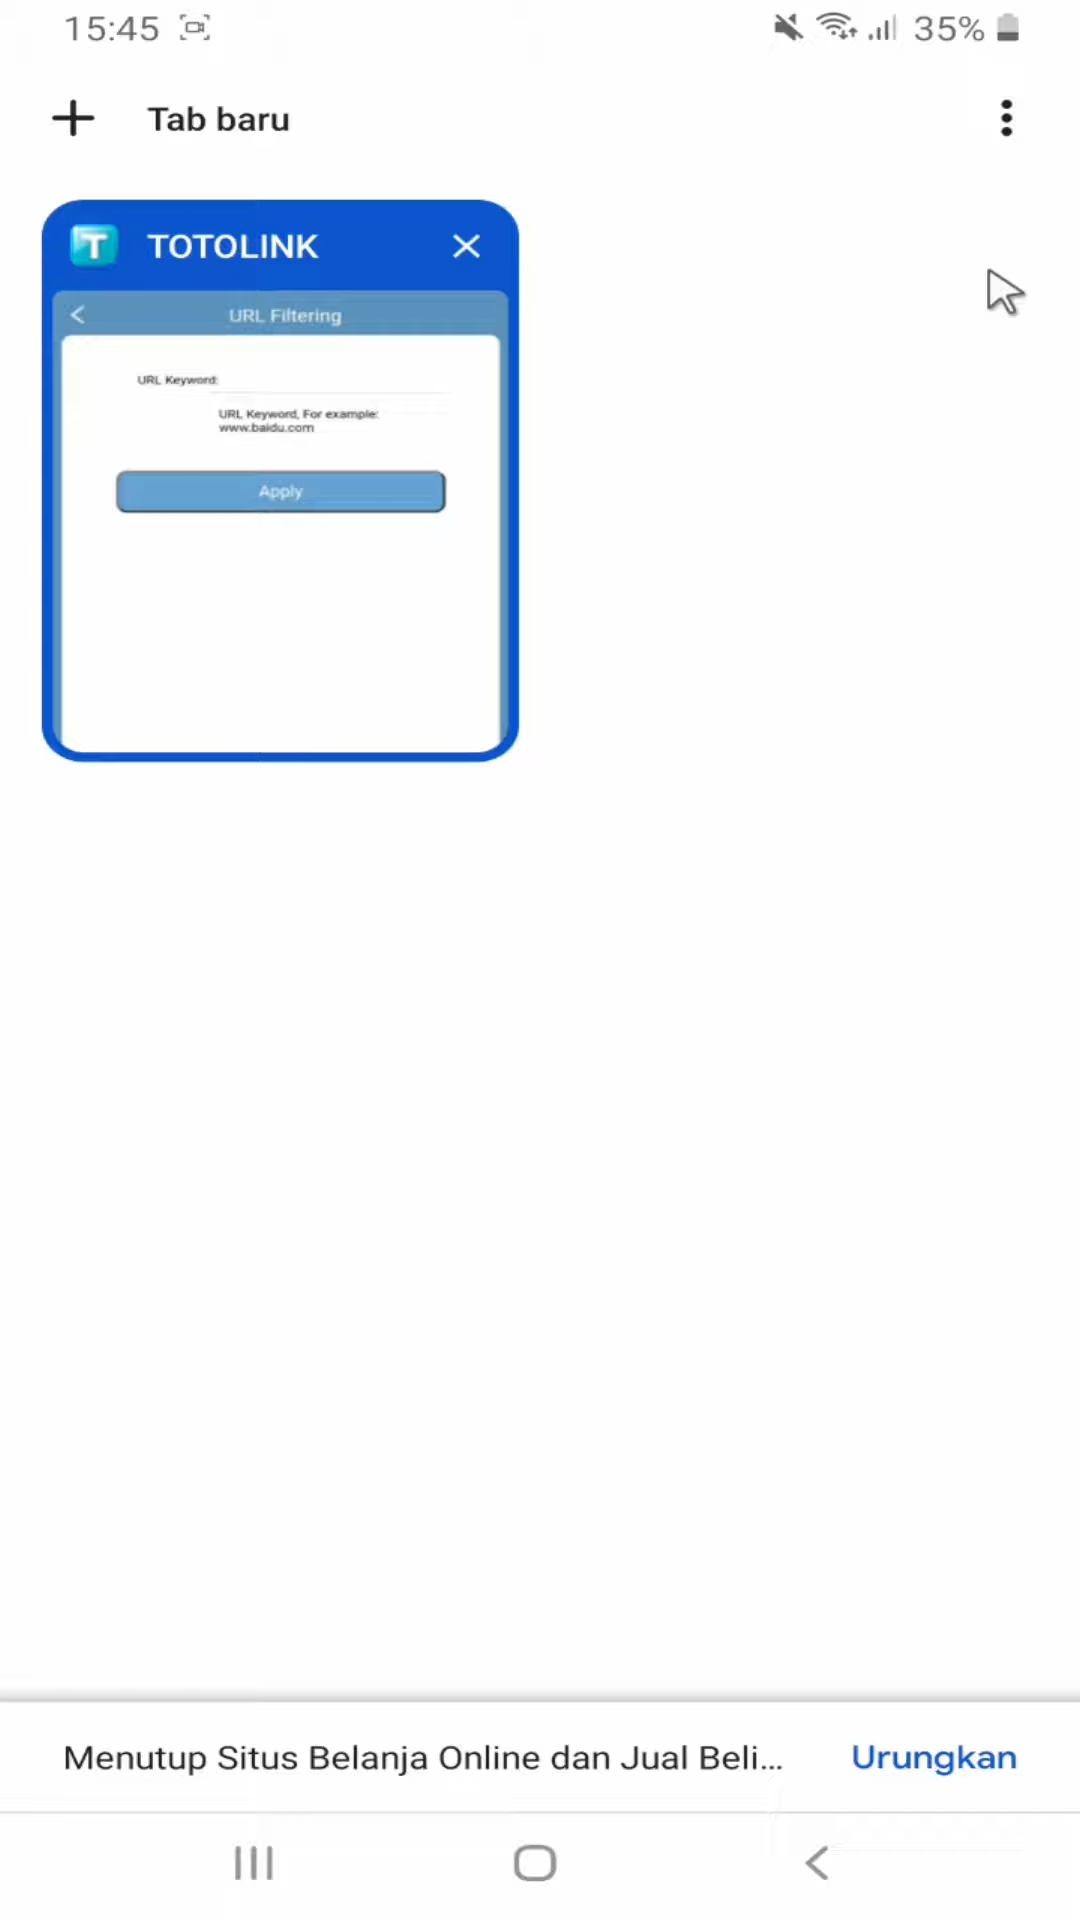 15:45
35%
Tab baru
TOTOLINK
URL Filtering
URL Keyword:
URL Keyword, For example:
www.baidu.com
Apply
Menutup Situs Belanja Online dan Jual Beli...
Urungkan